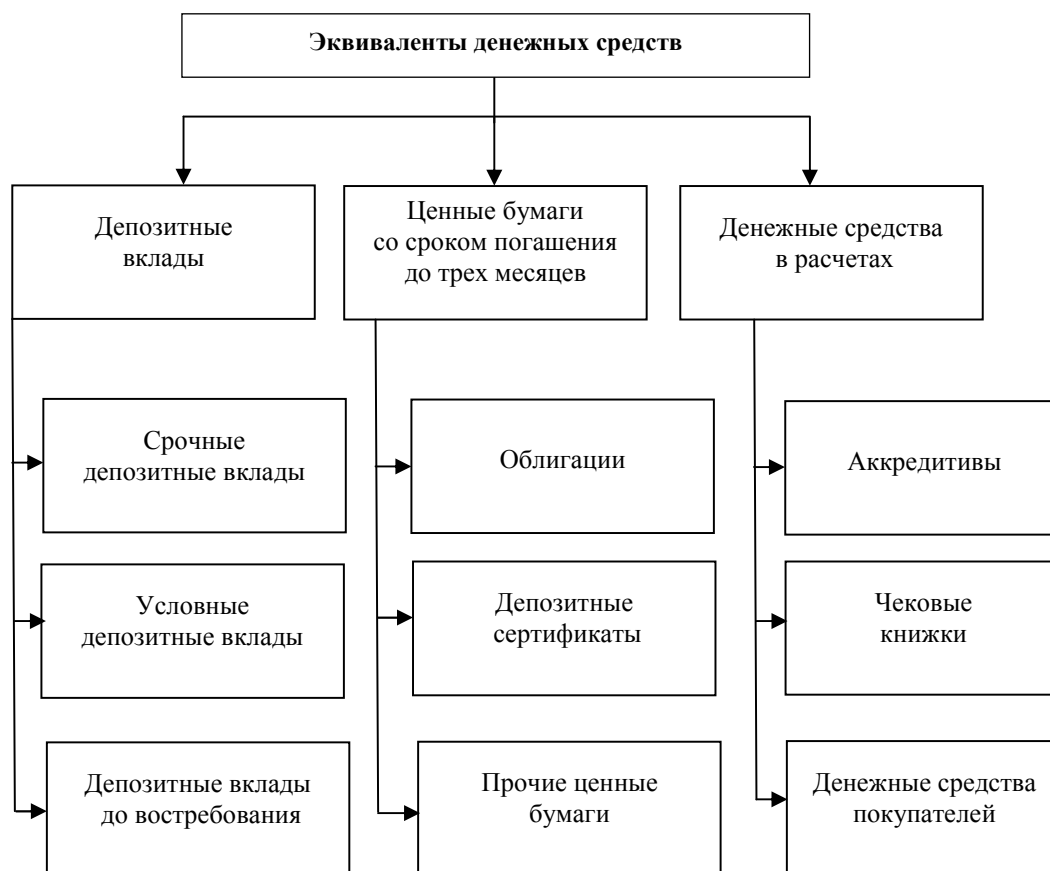 Эквиваленты денежных средств
Депозитные
вклады
Ценные бумаги
со сроком погашения
до трех месяцев
Денежные средства
в расчетах
Срочные
депозитные вклады
Облигации
Аккредитивы
Условные
депозитные вклады
Депозитные
сертификаты
Чековые
книжки
Депозитные вклады
до востребования
Прочие ценные
бумаги
Денежные средства
покупателей